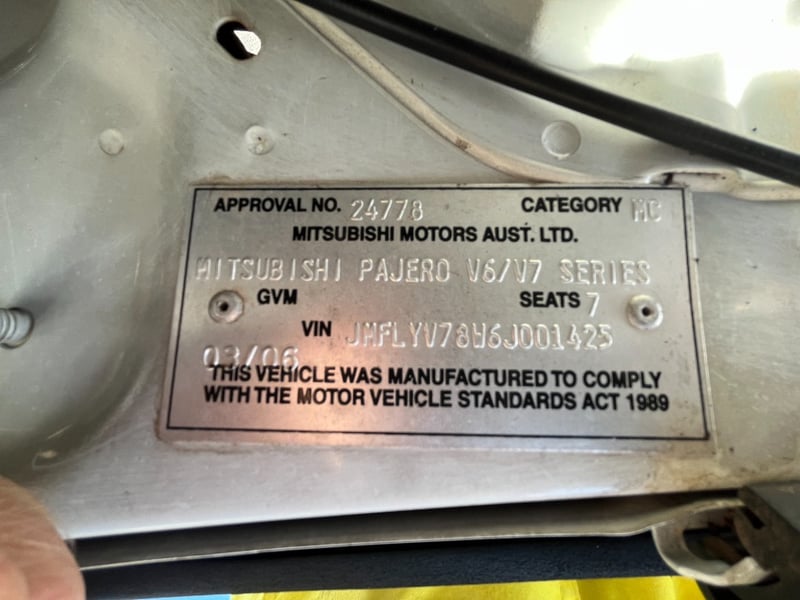 APPROVAL NO. 24778 CATEGORY MC
MITSUBISHI MOTORS AUST. LTD.
MITSUBISHI PAJERO V6/V7 SERIES
GVM SEATS 7
VIN JMFLYV78W6J001425
03/06
THIS VEHICLE WAS MANUFACTURED TO COMPLY
WITH THE MOTOR VEHICLE STANDARDS ACT 1989